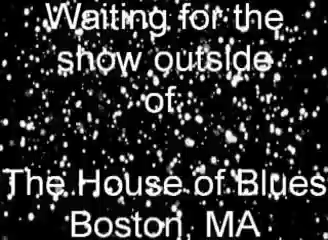 Waiting for the
show outside
of
The House of Blues
Boston, MA